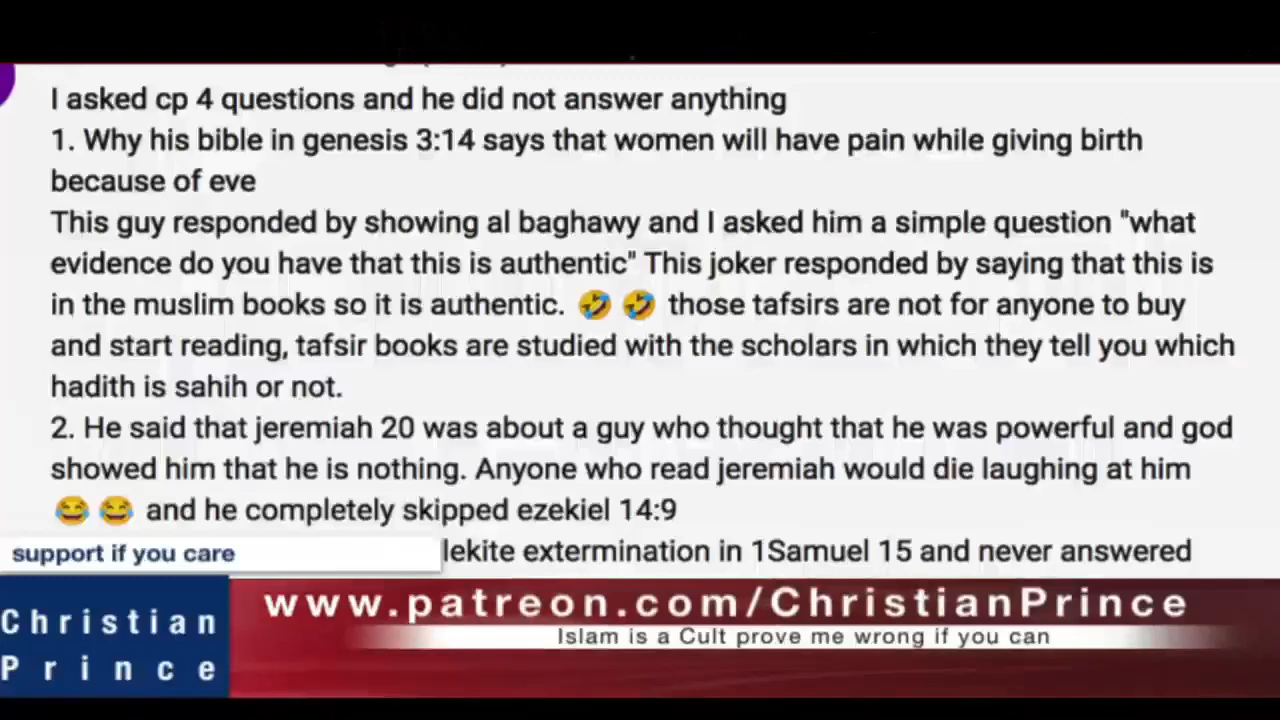 I asked cp 4 questions and he did not answer anything
1. Why his bible in genesis 3:14 says that women will have pain while giving birth
because of eve
This guy responded by showing al baghawy and I asked him a simple question "what
evidence do you have that this is authentic" This joker responded by saying that this is
in the muslim books so it is authentic. 🤣 🤣 those tafsirs are not for anyone to buy
and start reading, tafsir books are studied with the scholars in which they tell you which
hadith is sahih or not.
2. He said that jeremiah 20 was about a guy who thought that he was powerful and god
showed him that he is nothing. Anyone who read jeremiah would die laughing at him
😂 😂 and he completely skipped ezekiel 14:9
lekite extermination in 1Samuel 15 and never answered
support if you care
Christian
Prince
www.patreon.com/ChristianPrince
Islam is a Cult prove me wrong if you can